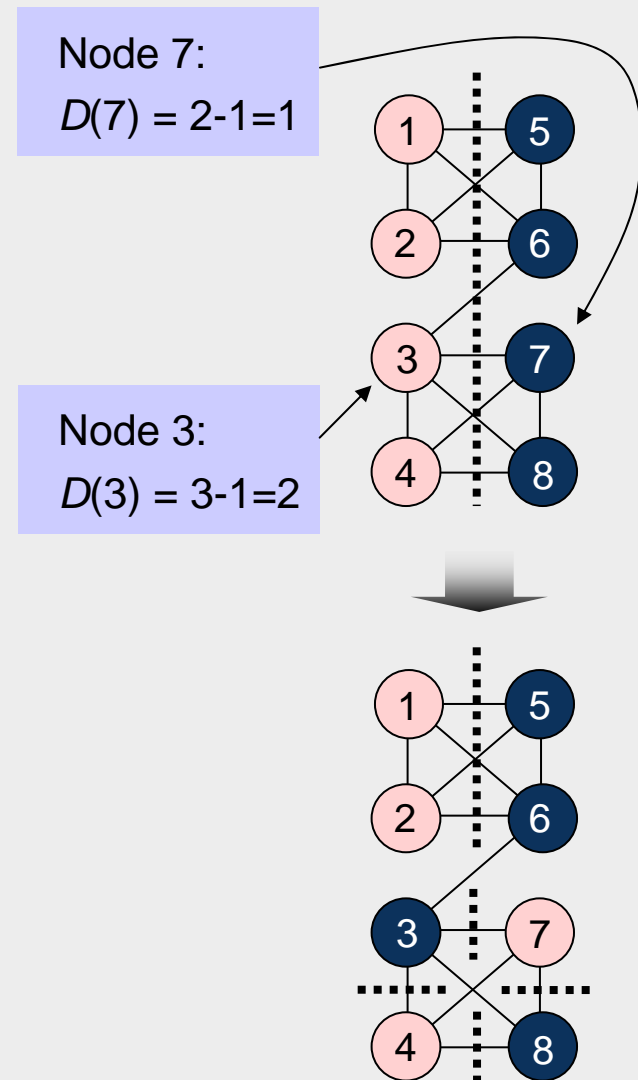 Node 7:
D(7) = 2-1=1
1 5
2 6
3 7
Node 3:
D(3) = 3-1=2
4 8
1 5
2 6
3 7
4 8